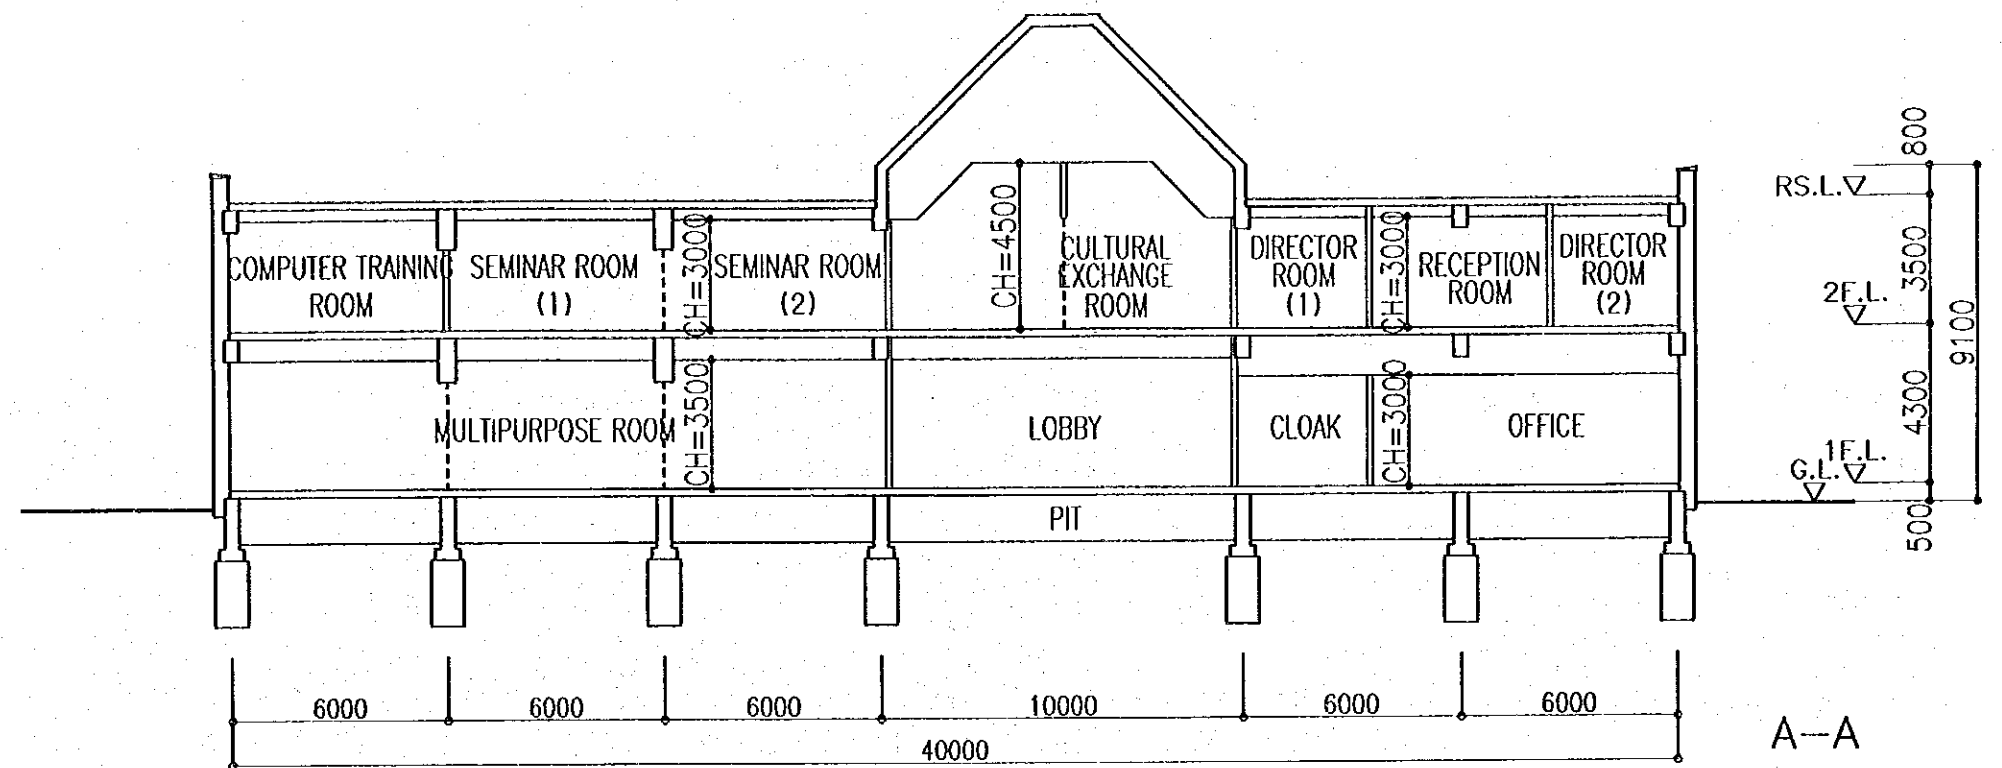 800
RS.L.
CH=4500
CH=3000
CH=3000
3500
COMPUTER TRAINING
ROOM
SEMINAR ROOM
(1)
SEMINAR ROOM
(2)
CULTURAL
EXCHANGE
ROOM
DIRECTOR
ROOM
(1)
RECEPTION
ROOM
DIRECTOR
ROOM
(2)
2F.L.
9100
CH=3500
CH=3000
4300
MULTIPURPOSE ROOM
LOBBY
CLOAK
OFFICE
1F.L.
G.L.
PIT
500
6000
6000
6000
10000
6000
6000
40000
A-A